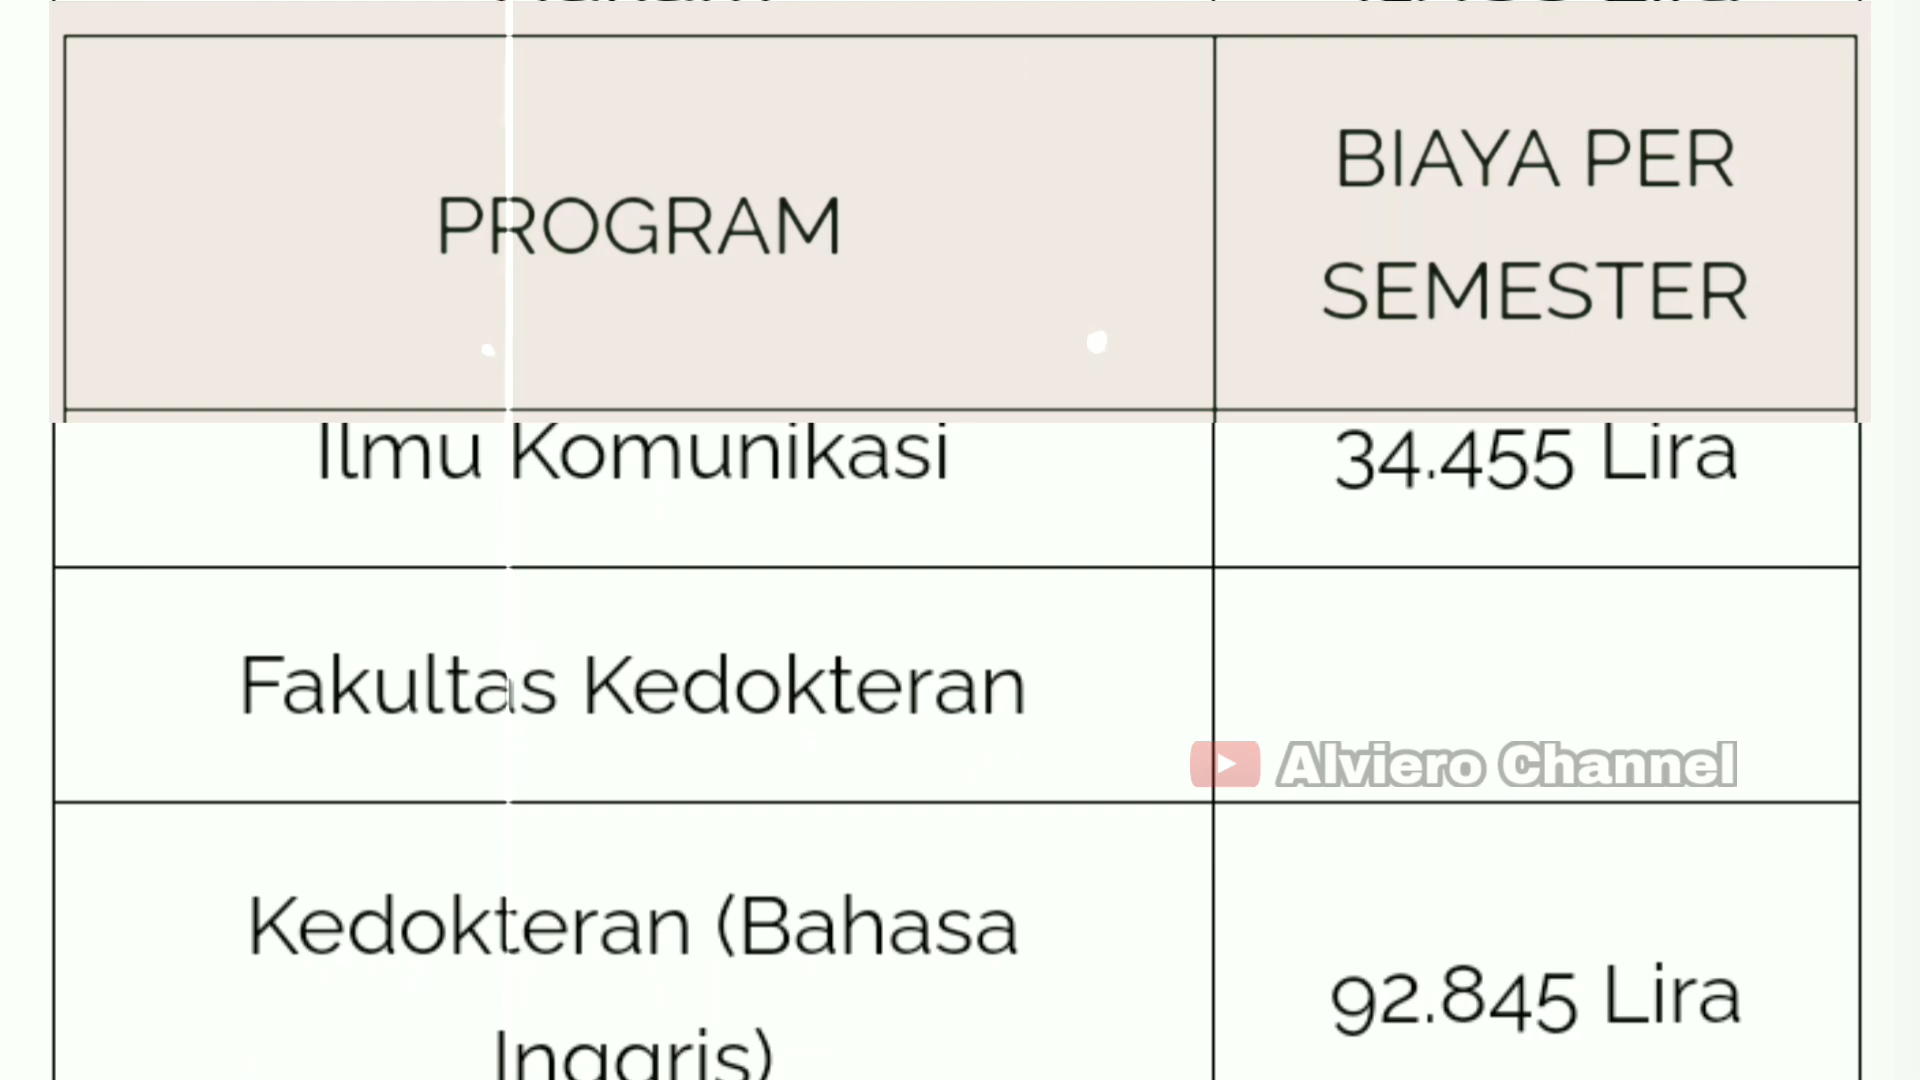 PROGRAM
BIAYA PER
SEMESTER
Ilmu Komunikasi
34.455 Lira
Fakultas Kedokteran
Alviero Channel
Kedokteran (Bahasa
Inggris)
92.845 Lira